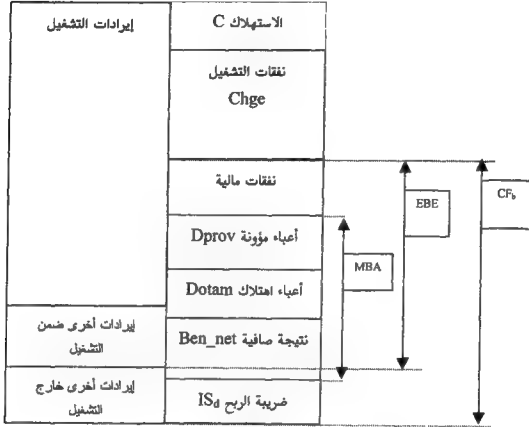 إيرادات التشغيل
الاستهلاك C
نفقات التشغيل
Chge
نفقات مالية
أعباء مؤونة Dprov
أعباء اهتلاك Dotam
إيرادات أخرى ضمن
التشغيل
نتيجة صافية Ben_net
إيرادات أخرى خارج
التشغيل
ضريبة الربح ISd
MBA
EBE
CFb